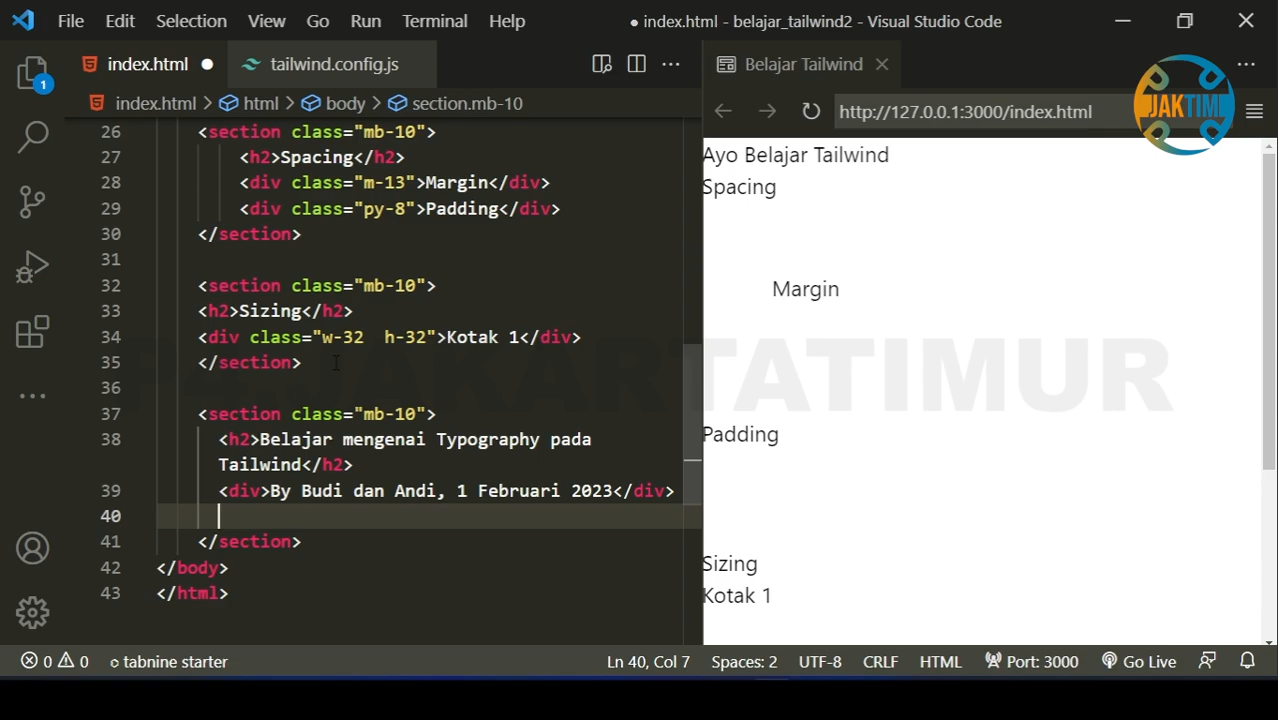 File Edit Selection View Go Run Terminal Help
● index.html - belajar_tailwind2 - Visual Studio Code
index.html ●
tailwind.config.js
index.html > html > body > section.mb-10
26 <section class="mb-10">
27 <h2>Spacing</h2>
28 <div class="m-13">Margin</div>
29 <div class="py-8">Padding</div>
30 </section>
31
32 <section class="mb-10">
33 <h2>Sizing</h2>
34 <div class="w-32  h-32">Kotak 1</div>
35 </section>
36
37 <section class="mb-10">
38 <h2>Belajar mengenai Typography pada
Tailwind</h2>
39 <div>By Budi dan Andi, 1 Februari 2023</div>
40
41 </section>
42 </body>
43 </html>
1
Belajar Tailwind
http://127.0.0.1:3000/index.html
JAKTIM
Ayo Belajar Tailwind
Spacing
Margin
Padding
Sizing
Kotak 1
0 0 tabnine starter
Ln 40, Col 7 Spaces: 2 UTF-8 CRLF HTML Port: 3000 Go Live